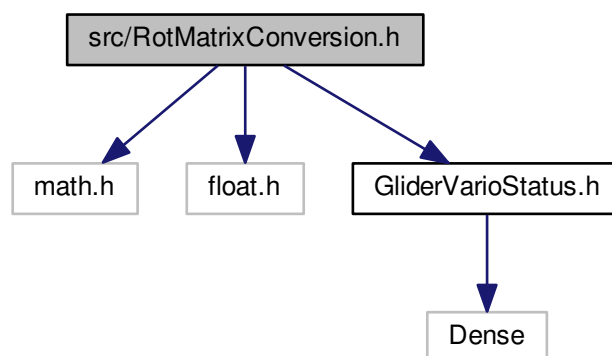 src/RotMatrixConversion.h
math.h
float.h
GliderVarioStatus.h
Dense